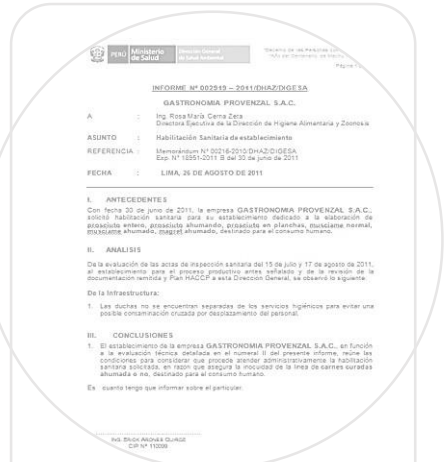 PERÚ Ministerio de Salud
Dirección General de Salud Ambiental
INFORME Nº 002919 – 2011/DHAZ/DIGESA
GASTRONOMIA PROVENZAL S.A.C.
A : Ing. Rosa María Cerna Zera
Directora Ejecutiva de la Dirección de Higiene Alimentaria y Zoonosis
ASUNTO : Habilitación Sanitaria de establecimiento
REFERENCIA : Memorándum Nº 00216-2010/DHAZ/DIGESA
Exp. Nº 18951-2011 B del 30 de junio de 2011
FECHA : LIMA, 26 DE AGOSTO DE 2011
I. ANTECEDENTES
Con fecha 30 de junio de 2011, la empresa GASTRONOMIA PROVENZAL S.A.C.,
solicitó habilitación sanitaria para su establecimiento dedicado a la elaboración de
prosciuto entero, prosciuto ahumando, prosciuto en planchas, musciame normal,
musciame ahumado, magret ahumado, destinado para el consumo humano.
II. ANALISIS
De la evaluación de las actas de inspección sanitaria del 15 de julio y 17 de agosto de 2011,
al establecimiento para el proceso productivo antes señalado y de la revisión de la
documentación remitida y Plan HACCP a esta Dirección General, se observó lo siguiente:
De la Infraestructura:
1. Las duchas no se encuentran separadas de los servicios higiénicos para evitar una
posible contaminación cruzada por desplazamiento del personal.
III. CONCLUSIONES
1. El establecimiento de la empresa GASTRONOMIA PROVENZAL S.A.C., en función
a la evaluación técnica detallada en el numeral II del presente informe, reúne las
condiciones para considerar que procede atender administrativamente la habilitación
sanitaria solicitada, en razón que asegura la inocuidad de la línea de carnes curadas
ahumada o no, destinado para el consumo humano.
Es cuanto tengo que informar sobre el particular.